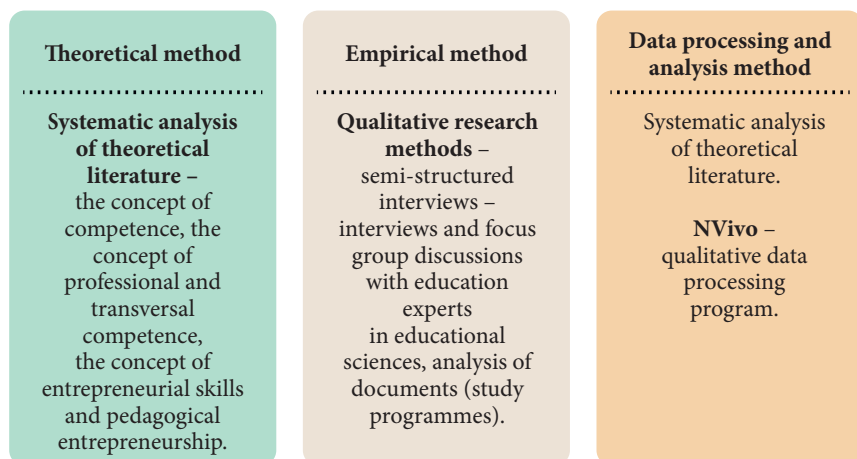 Theoretical method
Systematic analysis
of theoretical
literature –
the concept of
competence, the
concept of
professional and
transversal
competence,
the concept of
entrepreneurial skills
and pedagogical
entrepreneurship.
Empirical method
Qualitative research
methods –
semi-structured
interviews –
interviews and focus
group discussions
with education
experts
in educational
sciences, analysis of
documents (study
programmes).
Data processing and
analysis method
Systematic analysis
of theoretical
literature.
NVivo –
qualitative data
processing
program.